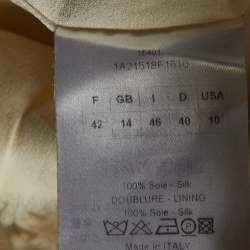 15401
1A21518F1610
F GB I D USA
42 14 46 40 10
100% Soie - Silk
DOUBLURE - LINING
100% Soie - Silk
Made in ITALY